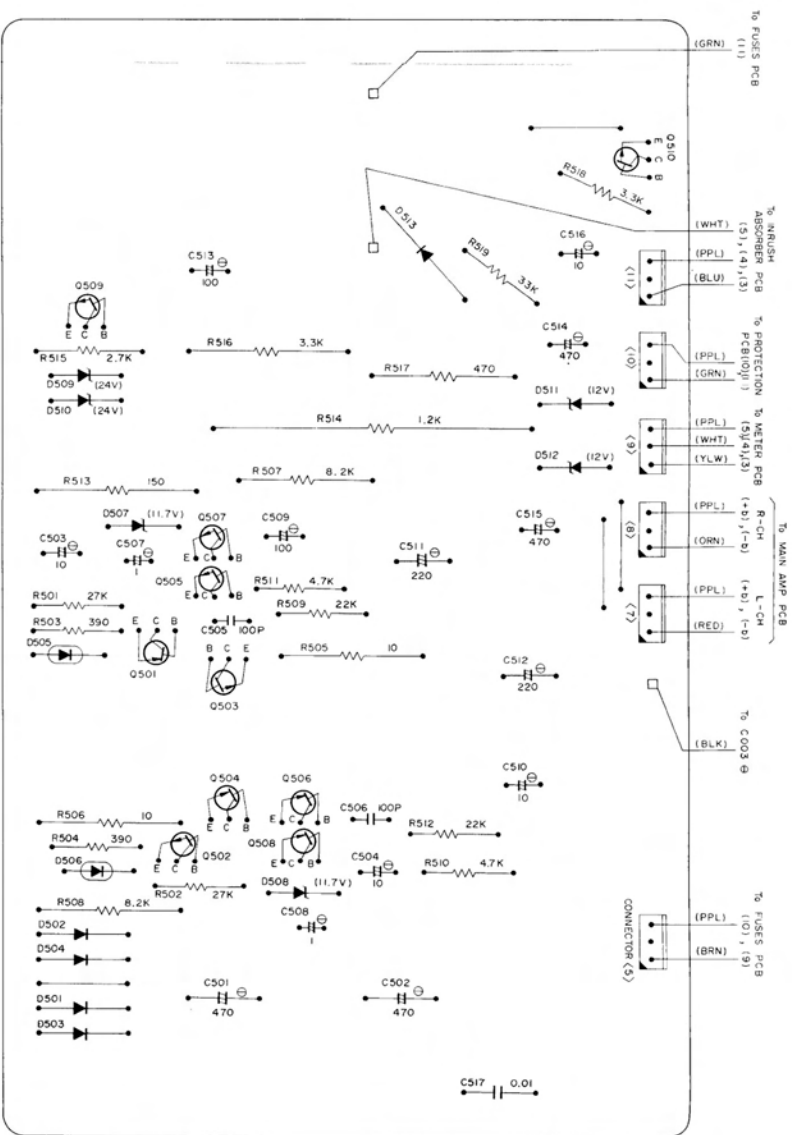 To FUSES PCB
(11)
(GRN)
Q510
E C B
R518 3.3K
To INRUSH
ABSORBER PCB
(5), (4), (3)
(WHT)
(PPL)
(BLU)
<11>
D513
R519 33K
C516
⊖
10
C513
⊖
100
Q509
E C B
R515 2.7K
D509 (24V)
D510 (24V)
R516 3.3K
C514
⊖
470
R517 470
To PROTECTION
PCB(10)(11)
(PPL)
(GRN)
<10>
D511 (12V)
R514 1.2K
D512 (12V)
To METER PCB
(5)(4),(3)
(PPL)
(WHT)
(YLW)
<9>
R513 150
R507 8.2K
D507 (11.7V)
C503
⊖
10
C507
⊖
1
Q507
E C B
C509
⊖
100
C511
⊖
220
C515
⊖
470
To MAIN AMP PCB
R-CH
(+b), (-b)
(PPL)
(ORN)
<8>
L-CH
(+b), (-b)
(PPL)
(RED)
<7>
Q505
E C B
R511 4.7K
R501 27K
R509 22K
R503 390
E C B
C505 100P
D505
Q501
B C E
Q503
R505 10
C512
⊖
220
To C003 ⊖
(BLK)
C510
⊖
10
Q504
E C B
Q506
E C B
C506 100P
R506 10
R512 22K
R504 390
Q502
E C B
Q508
E C B
D506
C504
⊖
10
R510 4.7K
R502 27K
D508 (11.7V)
R508 8.2K
C508
⊖
1
D502
D504
D501
D503
C501
⊖
470
C502
⊖
470
To FUSES PCB
(10), (9)
(PPL)
(BRN)
CONNECTOR <5>
C517 0.01